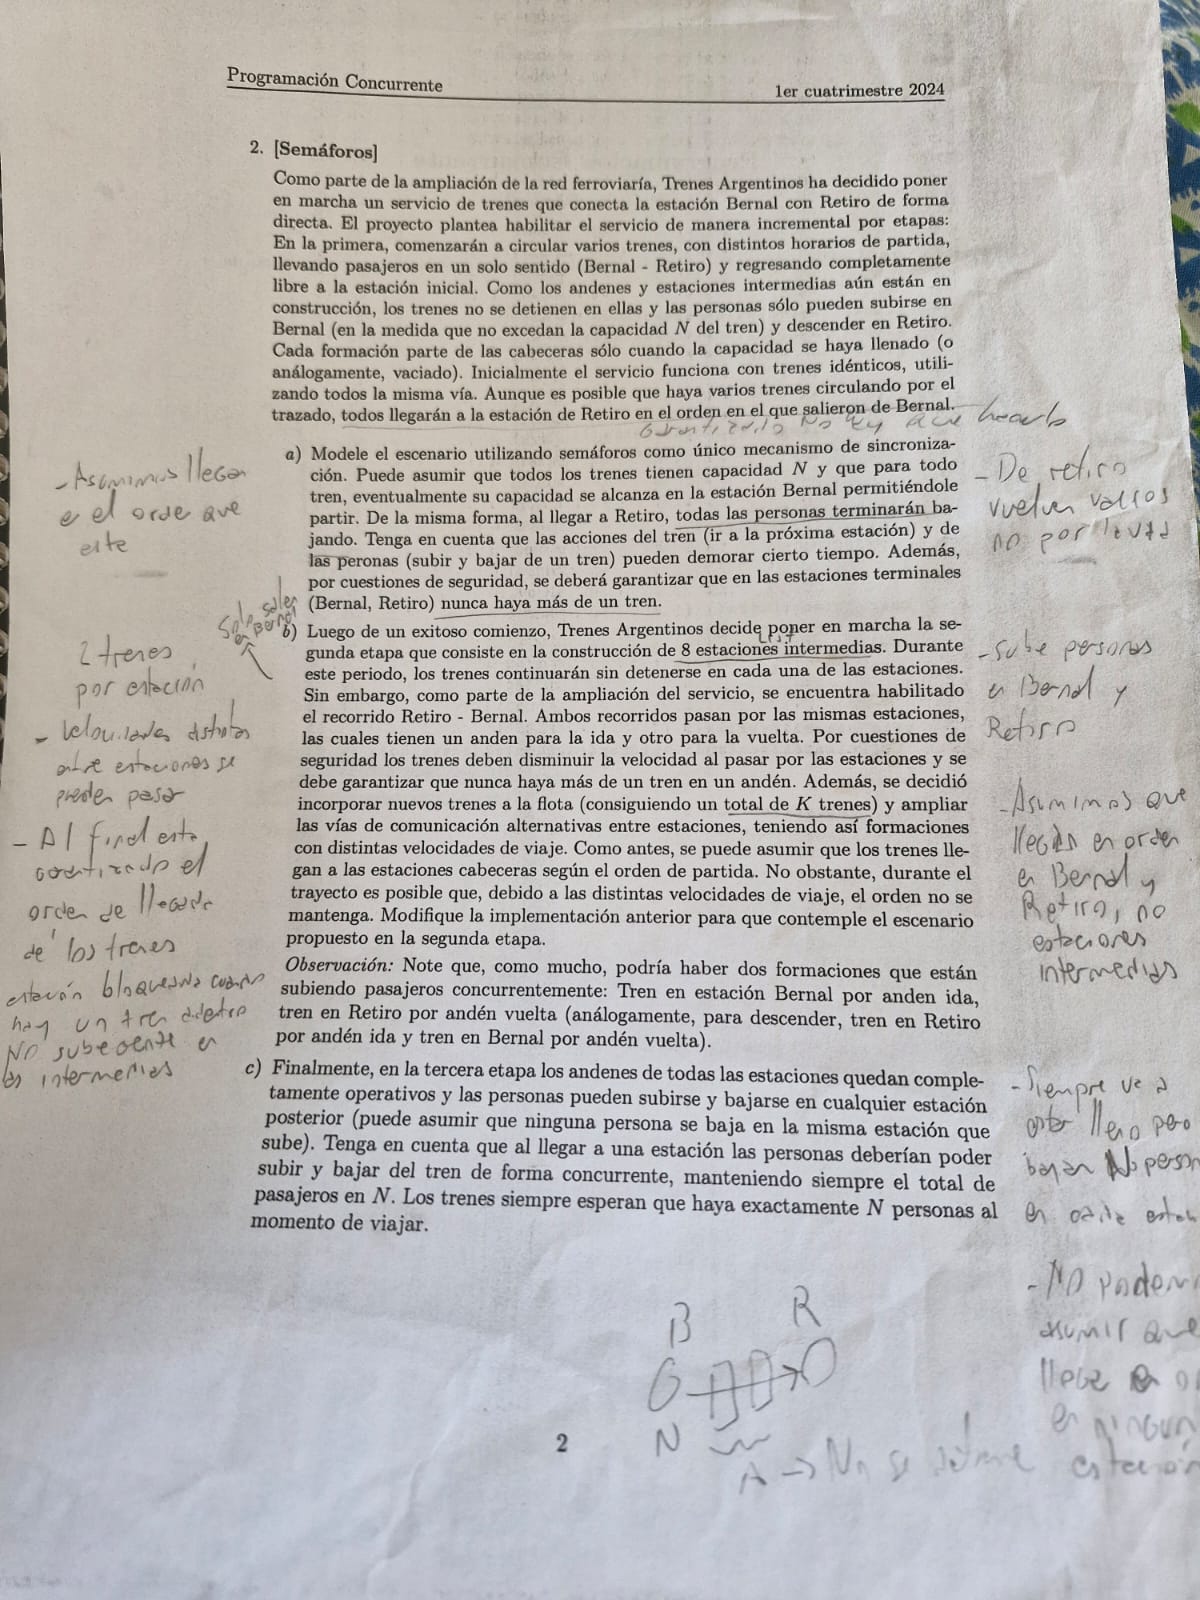 Programación Concurrente
1er cuatrimestre 2024
2. [Semáforos]
Como parte de la ampliación de la red ferroviaría, Trenes Argentinos ha decidido poner
en marcha un servicio de trenes que conecta la estación Bernal con Retiro de forma
directa. El proyecto plantea habilitar el servicio de manera incremental por etapas:
En la primera, comenzarán a circular varios trenes, con distintos horarios de partida,
llevando pasajeros en un solo sentido (Bernal - Retiro) y regresando completamente
libre a la estación inicial. Como los andenes y estaciones intermedias aún están en
construcción, los trenes no se detienen en ellas y las personas sólo pueden subirse en
Bernal (en la medida que no excedan la capacidad N del tren) y descender en Retiro.
Cada formación parte de las cabeceras sólo cuando la capacidad se haya llenado (o
análogamente, vaciado). Inicialmente el servicio funciona con trenes idénticos, utili-
zando todos la misma vía. Aunque es posible que haya varios trenes circulando por el
trazado, todos llegarán a la estación de Retiro en el orden en el que salieron de Bernal.
Garantizado No hay que hacerlo
a) Modele el escenario utilizando semáforos como único mecanismo de sincroniza-
ción. Puede asumir que todos los trenes tienen capacidad N y que para todo
tren, eventualmente su capacidad se alcanza en la estación Bernal permitiéndole
partir. De la misma forma, al llegar a Retiro, todas las personas terminarán ba-
jando. Tenga en cuenta que las acciones del tren (ir a la próxima estación) y de
las peronas (subir y bajar de un tren) pueden demorar cierto tiempo. Además,
por cuestiones de seguridad, se deberá garantizar que en las estaciones terminales
(Bernal, Retiro) nunca haya más de un tren.
- Asumimos llegan
e el orde que
este
- De retiro
vuelven vacios
no por la vía
Solo salen
en Bernal
b) Luego de un exitoso comienzo, Trenes Argentinos decide poner en marcha la se-
gunda etapa que consiste en la construcción de 8 estaciones intermedias. Durante
este periodo, los trenes continuarán sin detenerse en cada una de las estaciones.
Sin embargo, como parte de la ampliación del servicio, se encuentra habilitado
el recorrido Retiro - Bernal. Ambos recorridos pasan por las mismas estaciones,
las cuales tienen un anden para la ida y otro para la vuelta. Por cuestiones de
seguridad los trenes deben disminuir la velocidad al pasar por las estaciones y se
debe garantizar que nunca haya más de un tren en un andén. Además, se decidió
incorporar nuevos trenes a la flota (consiguiendo un total de K trenes) y ampliar
las vías de comunicación alternativas entre estaciones, teniendo así formaciones
con distintas velocidades de viaje. Como antes, se puede asumir que los trenes lle-
gan a las estaciones cabeceras según el orden de partida. No obstante, durante el
trayecto es posible que, debido a las distintas velocidades de viaje, el orden no se
mantenga. Modifique la implementación anterior para que contemple el escenario
propuesto en la segunda etapa.
Observación: Note que, como mucho, podría haber dos formaciones que están
subiendo pasajeros concurrentemente: Tren en estación Bernal por anden ida,
tren en Retiro por andén vuelta (análogamente, para descender, tren en Retiro
por andén ida y tren en Bernal por andén vuelta).
2 trenes
por estación
- Velocidades distintas
entre estaciones se
pueden pasar
- Al final esta
garantizado el
orden de llegada
de los trenes
estación bloqueada cuando
hay un tren adentro
No sube gente en
las intermedias
- Sube personas
en Bernal y
Retiro
- Asumimos que
llegan en orden
en Bernal y
Retiro, no
estaciones
intermedias
c) Finalmente, en la tercera etapa los andenes de todas las estaciones quedan comple-
tamente operativos y las personas pueden subirse y bajarse en cualquier estación
posterior (puede asumir que ninguna persona se baja en la misma estación que
sube). Tenga en cuenta que al llegar a una estación las personas deberían poder
subir y bajar del tren de forma concurrente, manteniendo siempre el total de
pasajeros en N. Los trenes siempre esperan que haya exactamente N personas al
momento de viajar.
- Siempre va a
estar lleno pero
bajan No person
en cada estac
- No podem
asumir que
llega en or
en ningun
estación
B R
N
A → No se
2